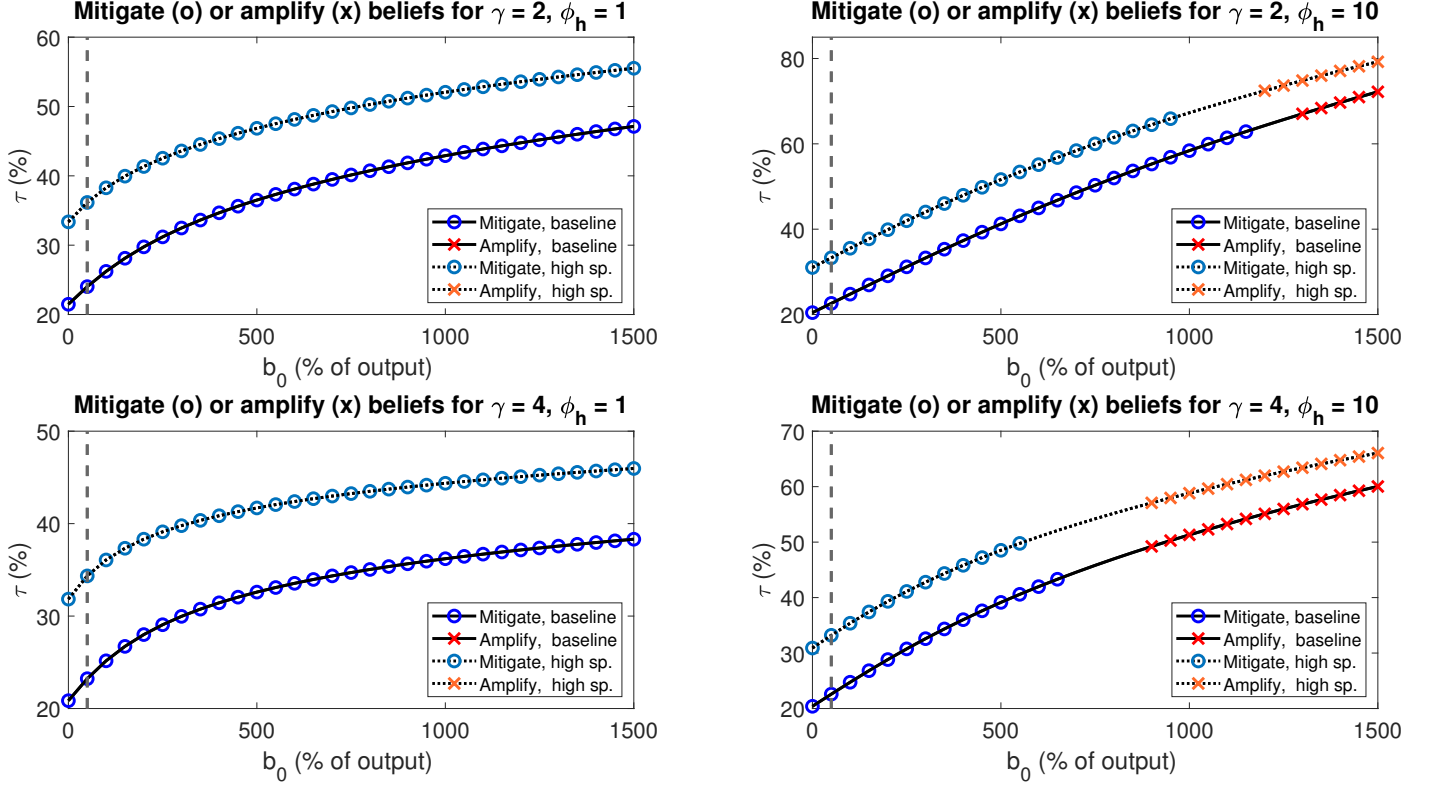 Mitigate (o) or amplify (x) beliefs for γ = 2, ϕh = 1
60
50
40
30
20
τ (%)
0 500 1000 1500
b0 (% of output)
Mitigate, baseline
Amplify, baseline
Mitigate, high sp.
Amplify, high sp.
Mitigate (o) or amplify (x) beliefs for γ = 2, ϕh = 10
80
60
40
20
τ (%)
0 500 1000 1500
b0 (% of output)
Mitigate, baseline
Amplify, baseline
Mitigate, high sp.
Amplify, high sp.
Mitigate (o) or amplify (x) beliefs for γ = 4, ϕh = 1
50
40
30
20
τ (%)
0 500 1000 1500
b0 (% of output)
Mitigate, baseline
Amplify, baseline
Mitigate, high sp.
Amplify, high sp.
Mitigate (o) or amplify (x) beliefs for γ = 4, ϕh = 10
70
60
50
40
30
20
τ (%)
0 500 1000 1500
b0 (% of output)
Mitigate, baseline
Amplify, baseline
Mitigate, high sp.
Amplify, high sp.